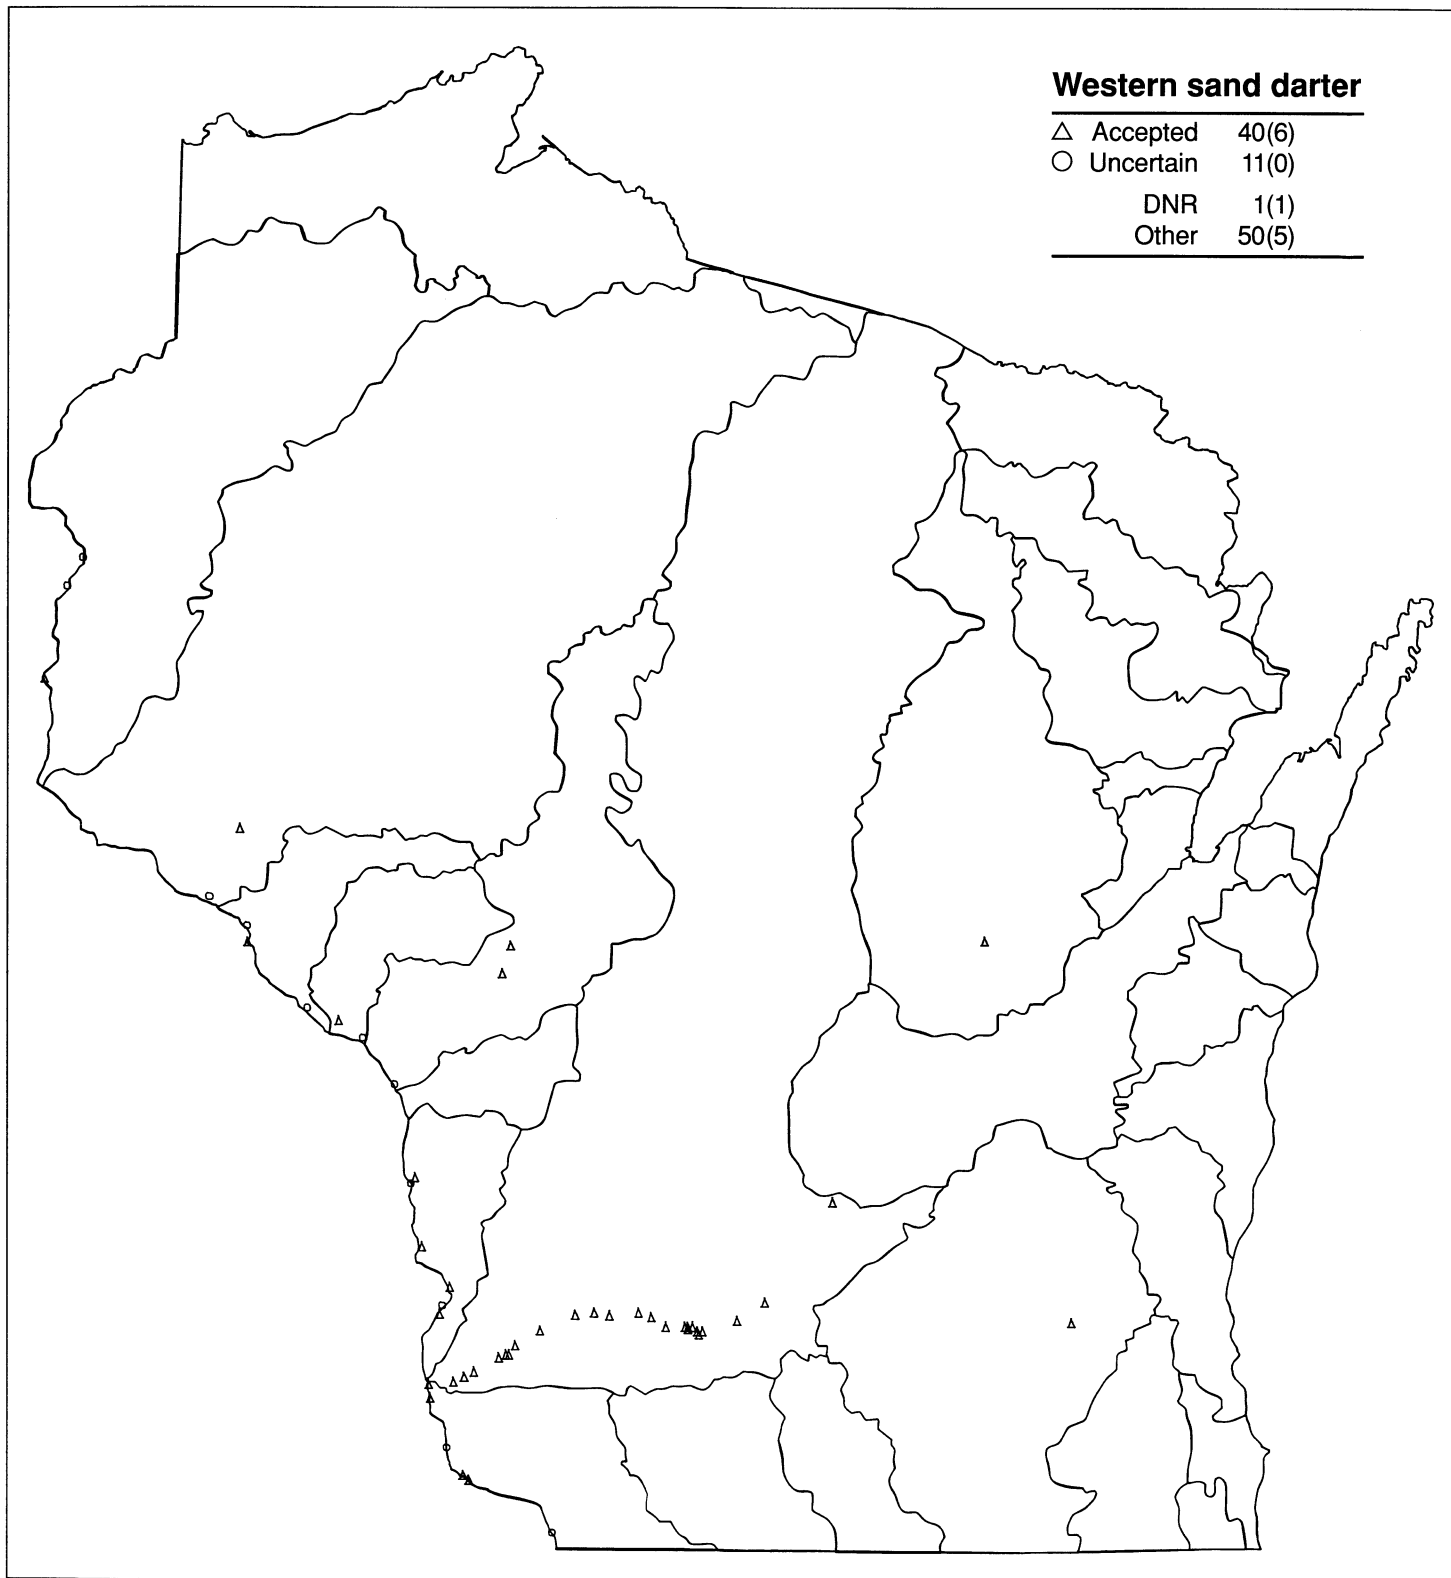 Western sand darter
△ Accepted 40(6)
○ Uncertain 11(0)
DNR 1(1)
Other 50(5)